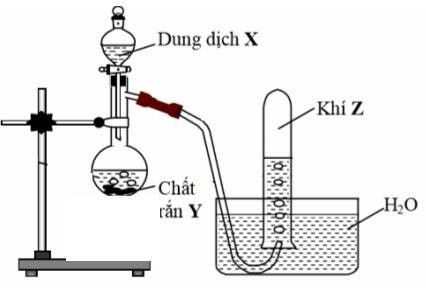 Dung dịch X
Khí Z
Chất
rắn Y
H₂O